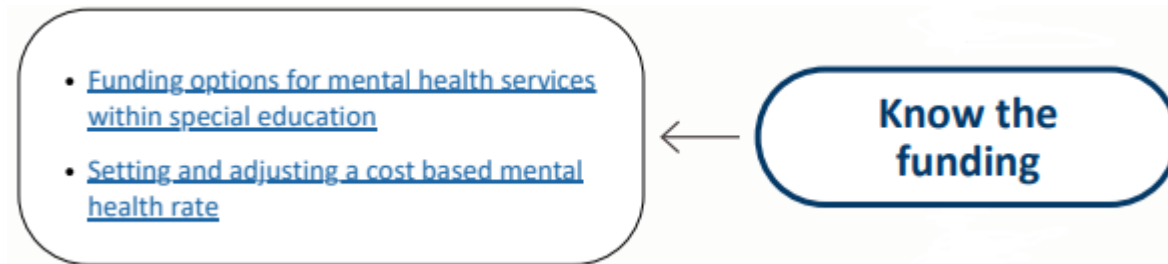 • Funding options for mental health services
within special education
• Setting and adjusting a cost based mental
health rate
Know the
funding